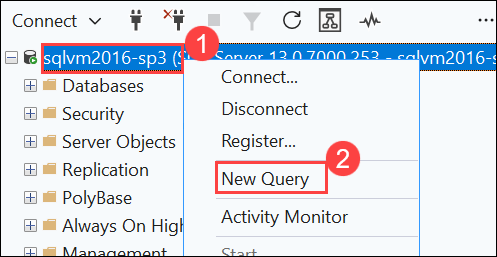 Connect
1
sqlvm2016-sp3 (S Server 13.0.7000.253 - sqlvm2016-s
Databases
Security
Server Objects
Replication
PolyBase
Always On High
Management
Connect...
Disconnect
Register...
New Query
2
Activity Monitor
Start